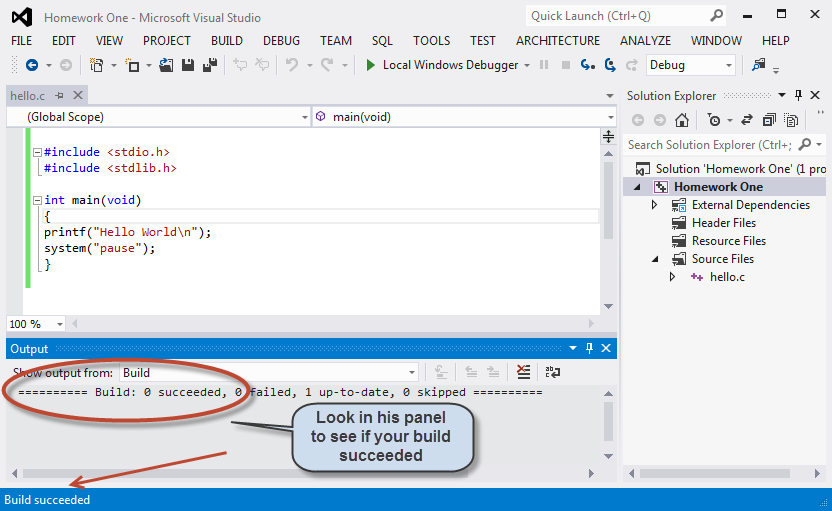 Homework One - Microsoft Visual Studio
Quick Launch (Ctrl+Q)
FILE EDIT VIEW PROJECT BUILD DEBUG TEAM SQL TOOLS TEST ARCHITECTURE ANALYZE WINDOW HELP
Local Windows Debugger
Debug
hello.c
(Global Scope)
main(void)
#include <stdio.h>
#include <stdlib.h>
int main(void)
{
printf("Hello World\n");
system("pause");
}
100 %
Output
Show output from: Build
========== Build: 0 succeeded, 0 failed, 1 up-to-date, 0 skipped ==========
Look in his panel
to see if your build
succeeded
Solution Explorer
Search Solution Explorer (Ctrl+;
Solution 'Homework One' (1 pro
Homework One
External Dependencies
Header Files
Resource Files
Source Files
hello.c
Build succeeded